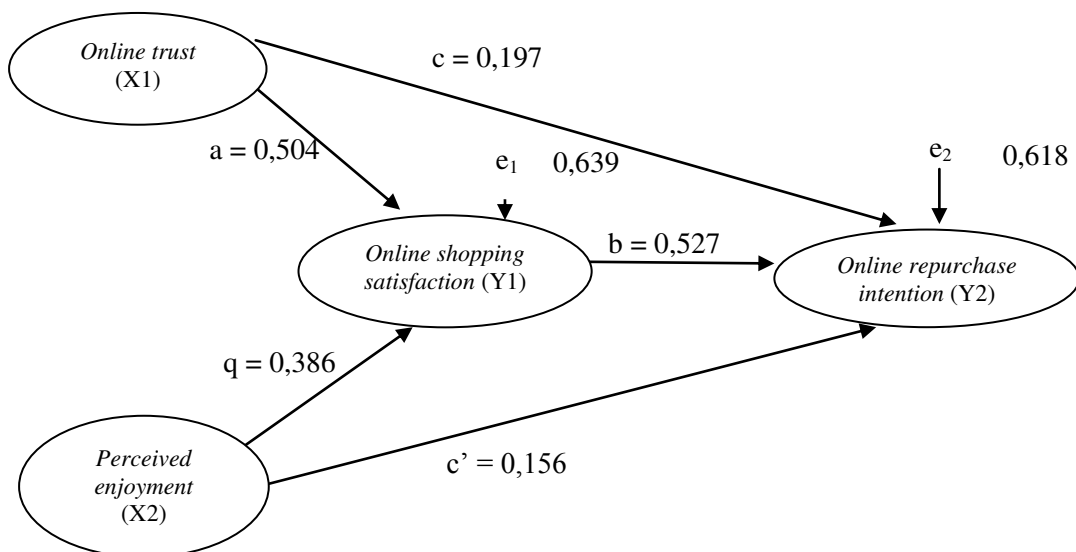 Online trust
(X1)
c = 0,197
a = 0,504
e₁ 0,639
e₂ 0,618
Online shopping
satisfaction (Y1)
b = 0,527
Online repurchase
intention (Y2)
q = 0,386
Perceived
enjoyment
(X2)
c’ = 0,156